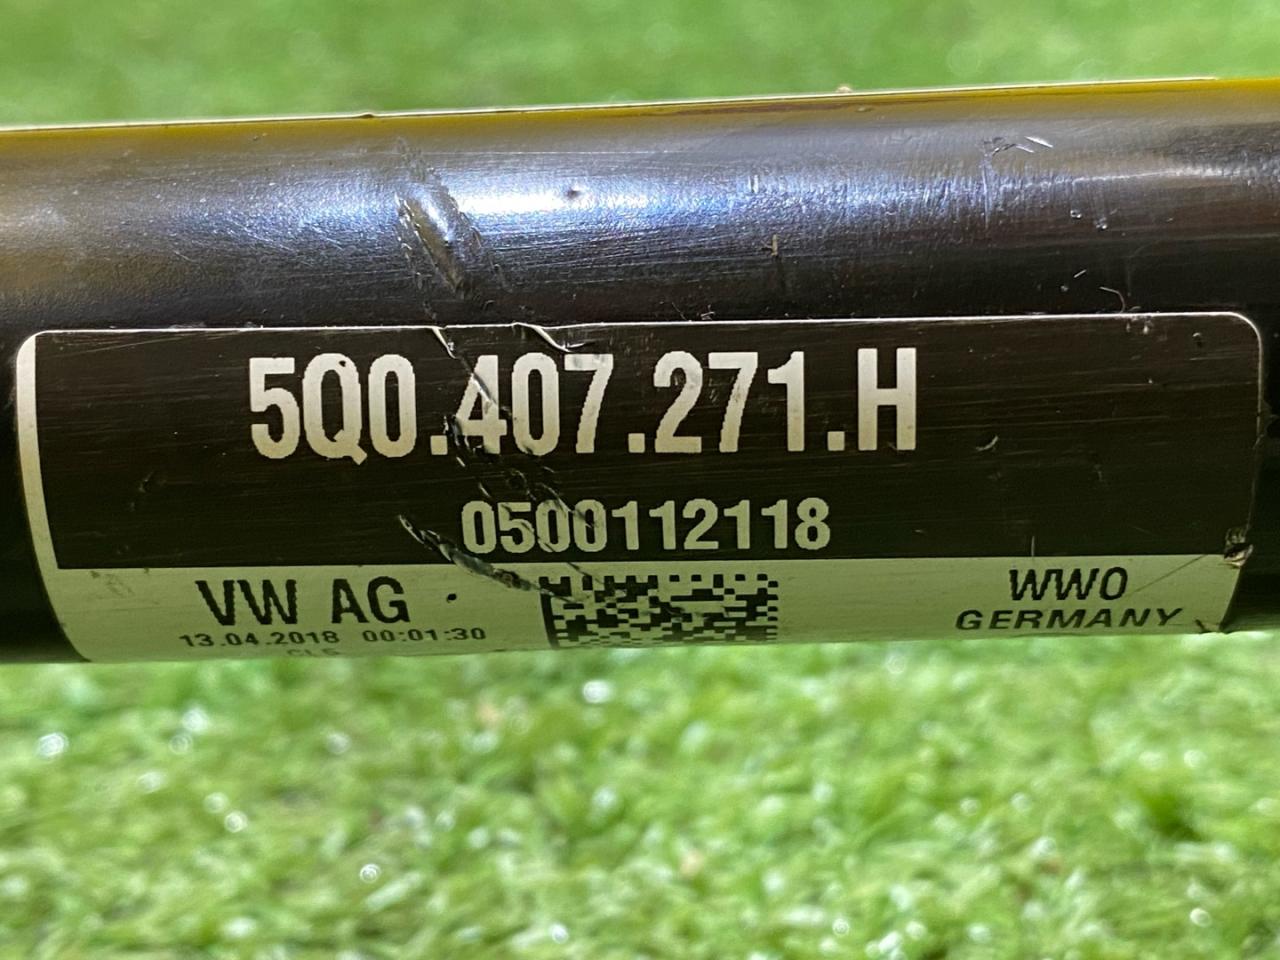 5Q0.407.271.H
0500112118
VW AG
13.04.2018 00:01:30
WWO
GERMANY